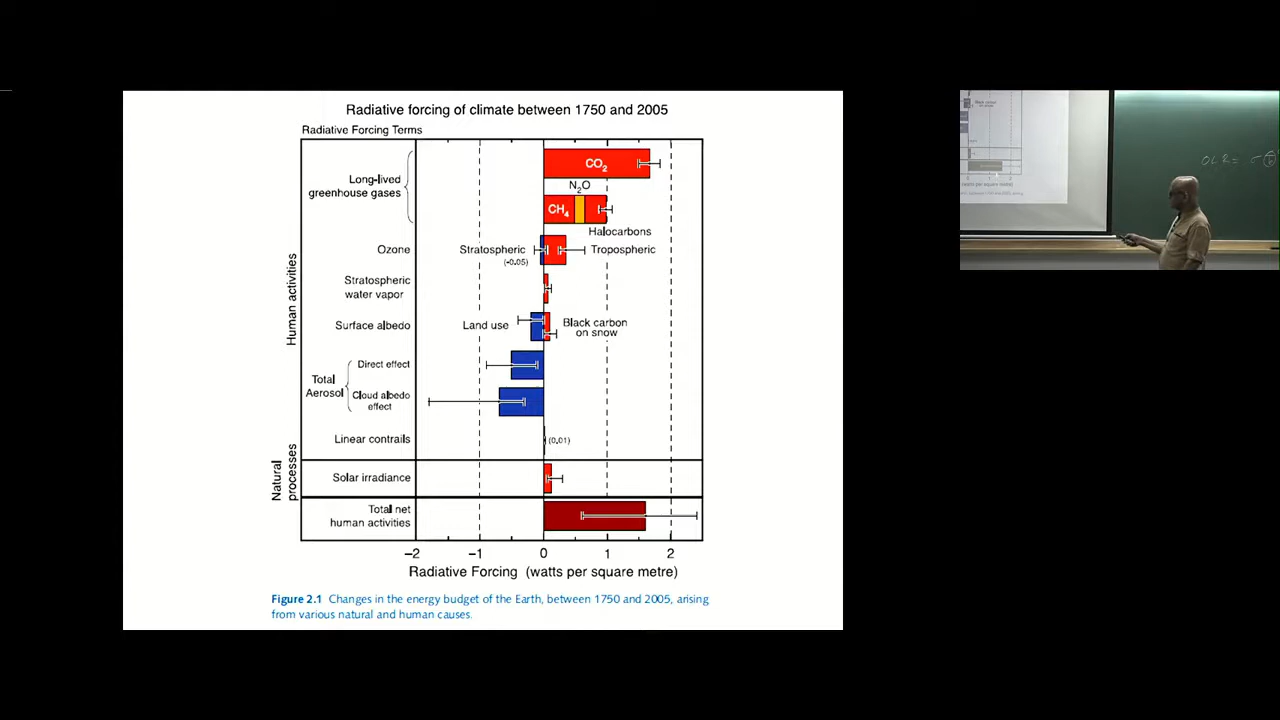 Radiative forcing of climate between 1750 and 2005
Radiative Forcing Terms
Human activities
Long-lived
greenhouse gases
CO₂
N₂O
CH₄
Halocarbons
Ozone
Stratospheric
(-0.05)
Tropospheric
Stratospheric
water vapor
Surface albedo
Land use
Black carbon
on snow
Total
Aerosol
Direct effect
Cloud albedo
effect
Linear contrails
(0.01)
Natural
processes
Solar irradiance
Total net
human activities
−2 −1 0 1 2
Radiative Forcing (watts per square metre)
Figure 2.1 Changes in the energy budget of the Earth, between 1750 and 2005, arising
from various natural and human causes.
OLR =